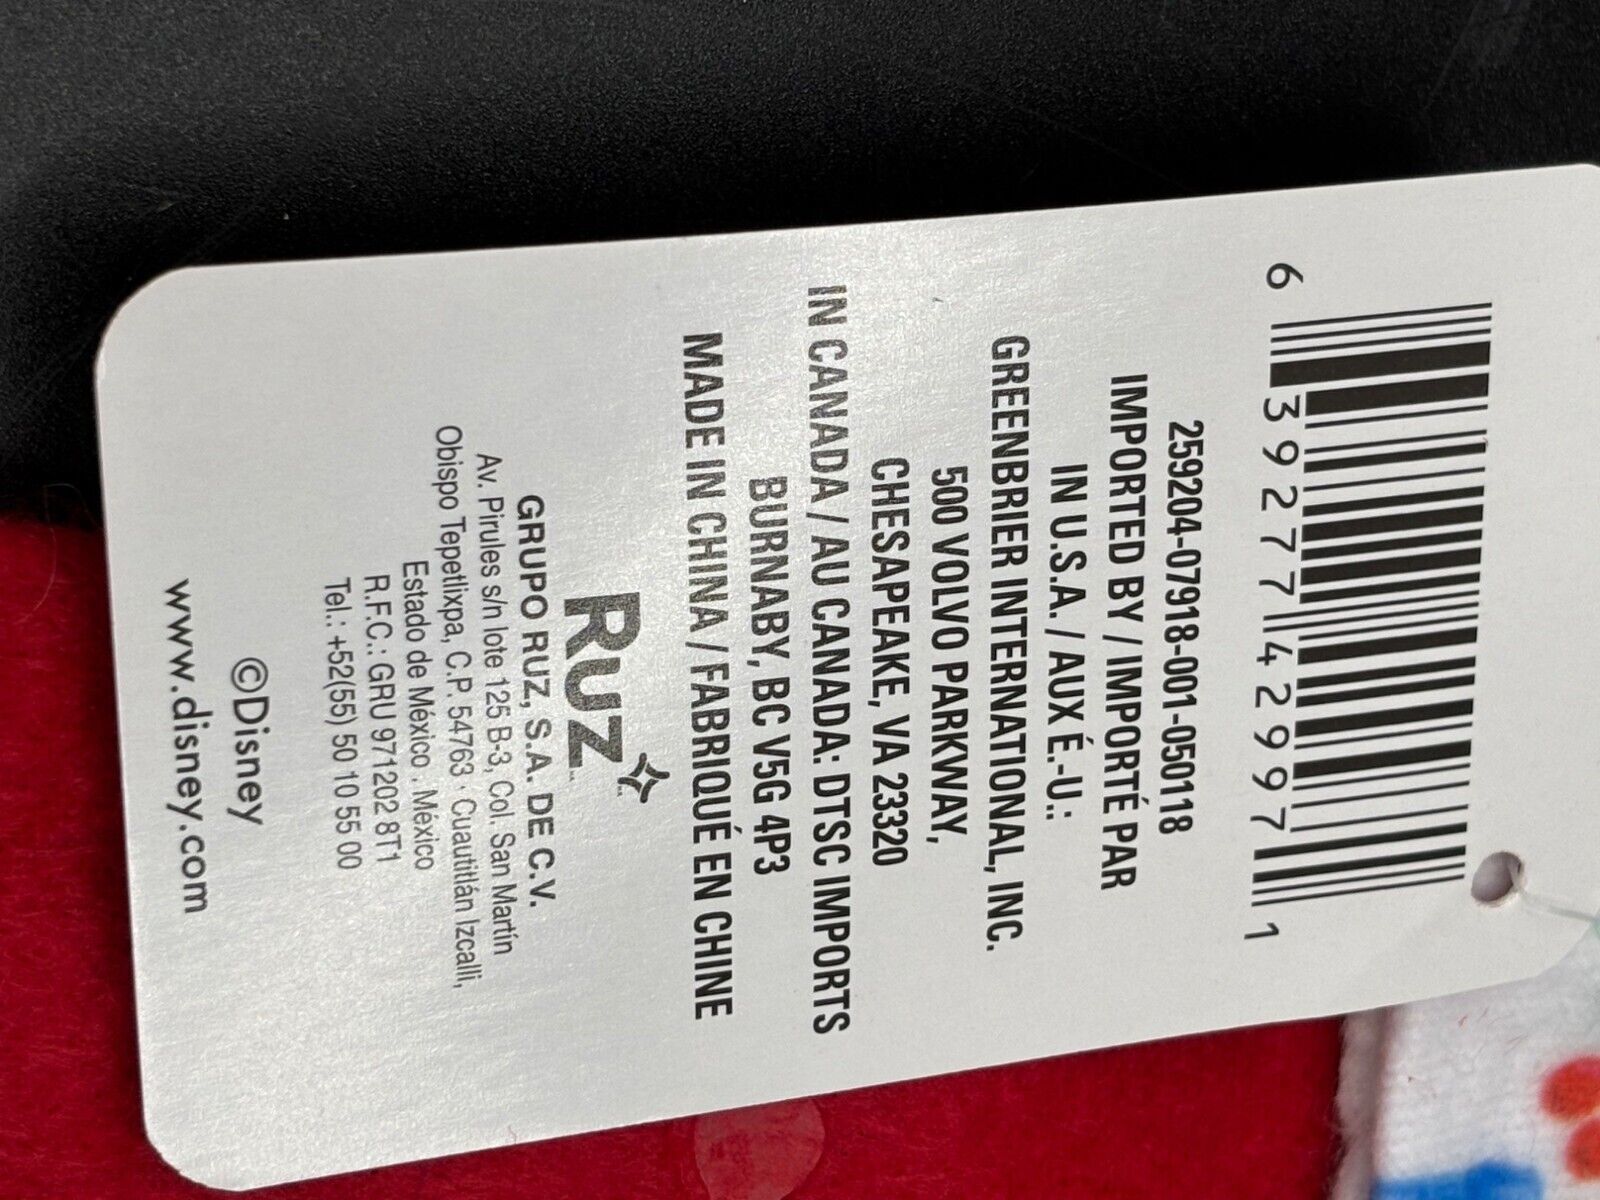 6 39277 42997 1
259204-07918-001-050118
IMPORTED BY / IMPORTÉ PAR
IN U.S.A. / AUX É.-U.:
GREENBRIER INTERNATIONAL, INC.
500 VOLVO PARKWAY,
CHESAPEAKE, VA 23320
IN CANADA / AU CANADA: DTSC IMPORTS
BURNABY, BC V5G 4P3
MADE IN CHINA / FABRIQUÉ EN CHINE
RUZ
GRUPO RUZ, S.A. DE C.V.
Av. Pirules s/n lote 125 B-3, Col. San Martín
Obispo Tepetlixpa, C.P. 54763 · Cuautitlán Izcalli,
Estado de México . México
R.F.C.: GRU 971202 8T1
Tel.: +52(55) 50 10 55 00
©Disney
www.disney.com